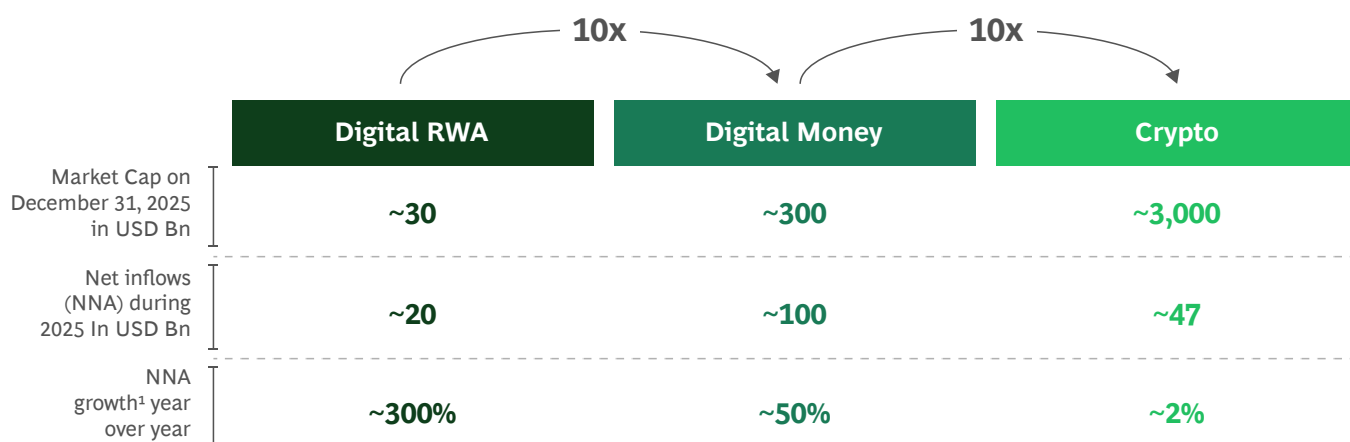 10x 10x
Digital RWA Digital Money Crypto
Market Cap on
December 31, 2025
in USD Bn
~30 ~300 ~3,000
Net inflows
(NNA) during
2025 In USD Bn
~20 ~100 ~47
NNA
growth¹ year
over year
~300% ~50% ~2%